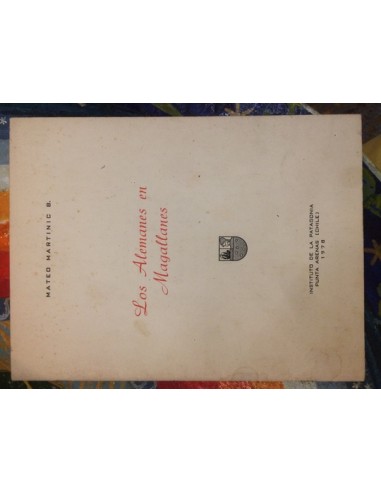 MATEO MARTINIC B.
Los Alemanes en
Magallanes
INSTITUTO DE LA PATAGONIA
PUNTA ARENAS (CHILE)
1978